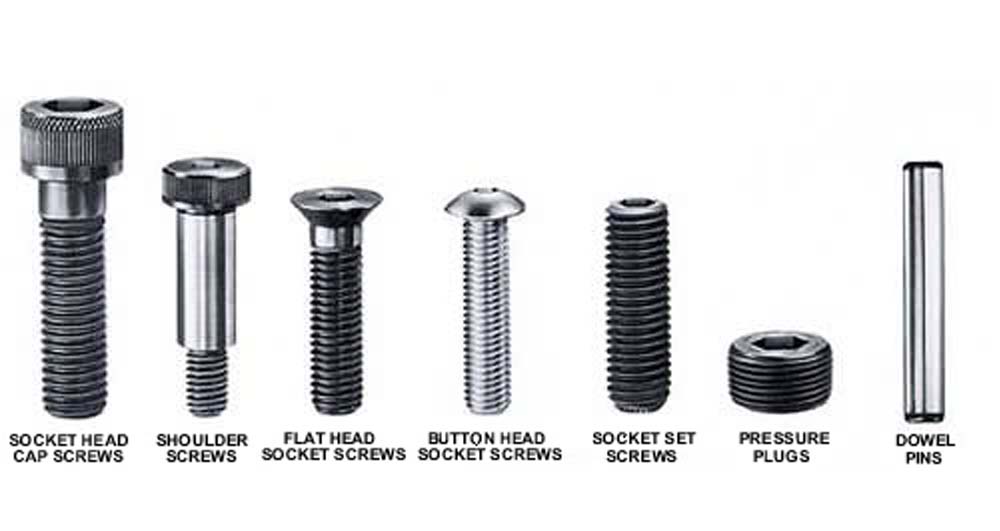 SOCKET HEAD
CAP SCREWS
SHOULDER
SCREWS
FLAT HEAD
SOCKET SCREWS
BUTTON HEAD
SOCKET SCREWS
SOCKET SET
SCREWS
PRESSURE
PLUGS
DOWEL
PINS